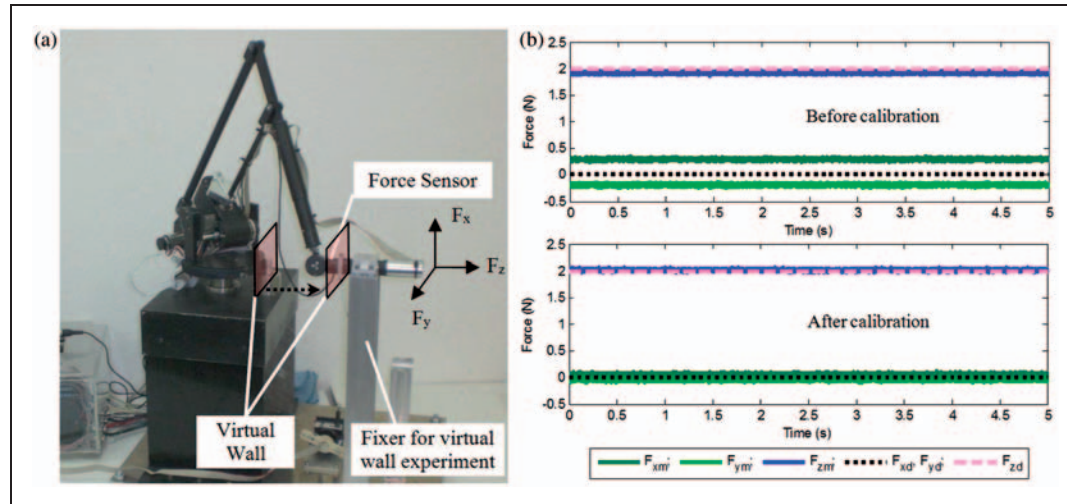 (a)
Force Sensor
Fx
Fz
Fy
Virtual
Wall
Fixer for virtual
wall experiment
(b)
2.5
2
1.5
1
0.5
0
-0.5
Force (N)
Before calibration
0 0.5 1 1.5 2 2.5 3 3.5 4 4.5 5
Time (s)
2.5
2
1.5
1
0.5
0
-0.5
Force (N)
After calibration
0 0.5 1 1.5 2 2.5 3 3.5 4 4.5 5
Time (s)
Fxm' Fym' Fzm' Fxd, Fyd' Fzd